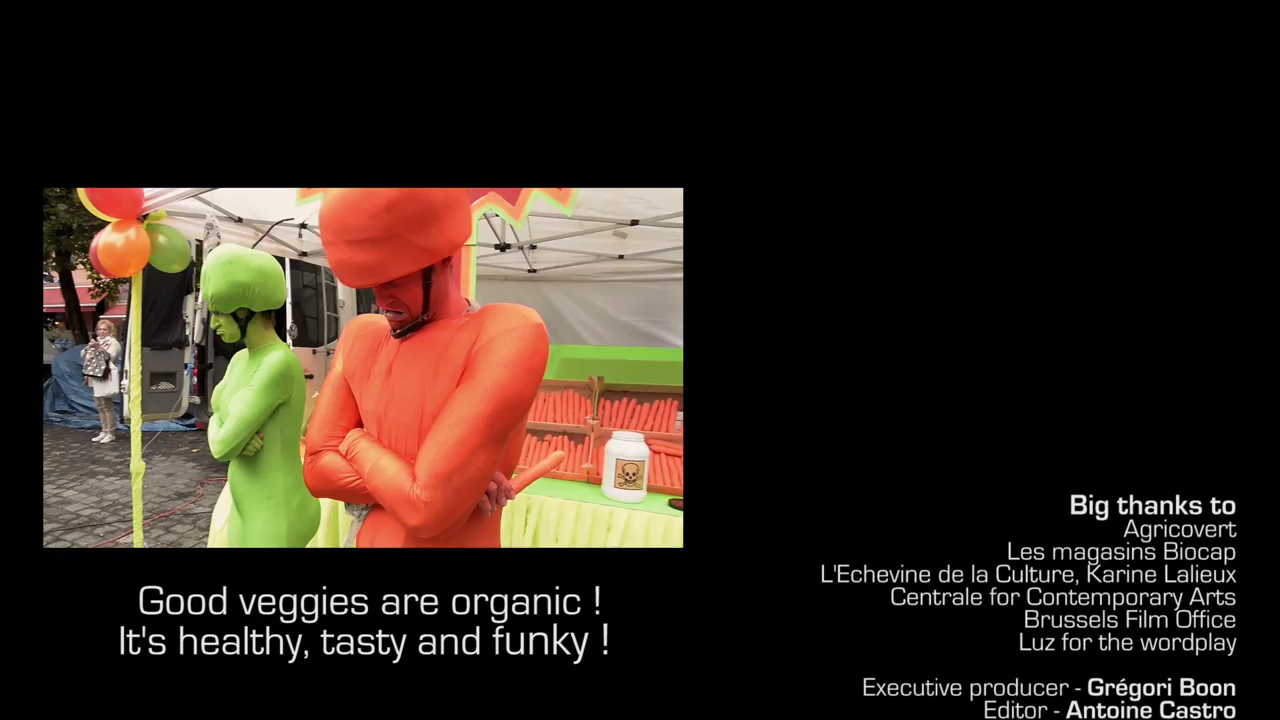 Good veggies are organic !
It's healthy, tasty and funky !
Big thanks to
Agricovert
Les magasins Biocap
L'Echevine de la Culture, Karine Lalieux
Centrale for Contemporary Arts
Brussels Film Office
Luz for the wordplay
Executive producer - Grégori Boon
Editor - Antoine Castro